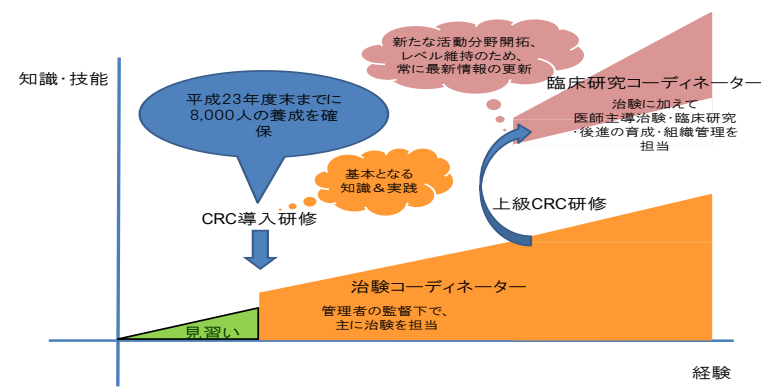 知識・技能
平成23年度末までに
8,000人の養成を確
保
新たな活動分野開拓、
レベル維持のため、
常に最新情報の更新
臨床研究コーディネーター
治験に加えて
医師主導治験・臨床研究
・後進の育成・組織管理を
担当
基本となる
知識＆実践
CRC導入研修
上級CRC研修
治験コーディネーター
管理者の監督下で、
主に治験を担当
見習い
経験